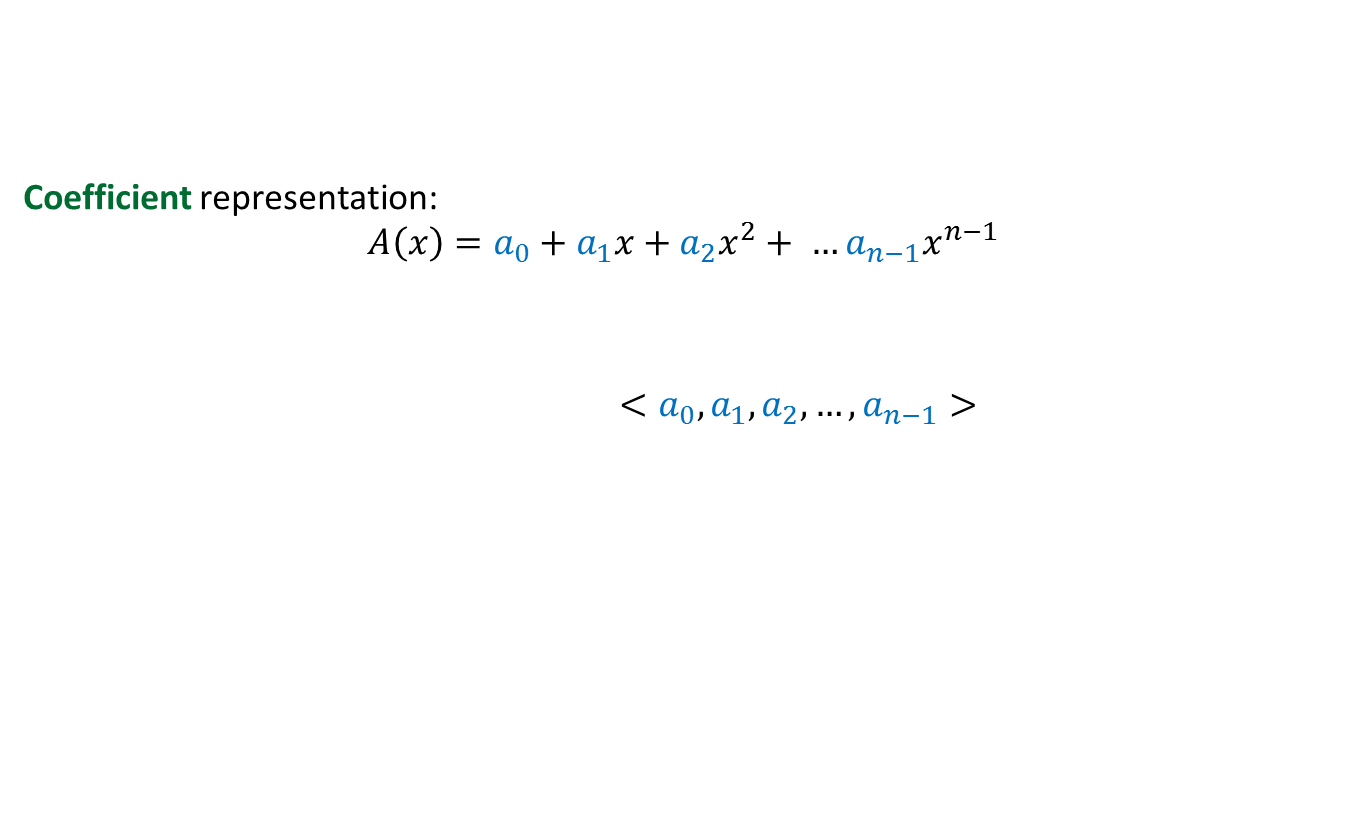 Coefficient representation:
A(x) = a₀ + a₁x + a₂x² + … aₙ₋₁xⁿ⁻¹
< a₀, a₁, a₂, … , aₙ₋₁ >